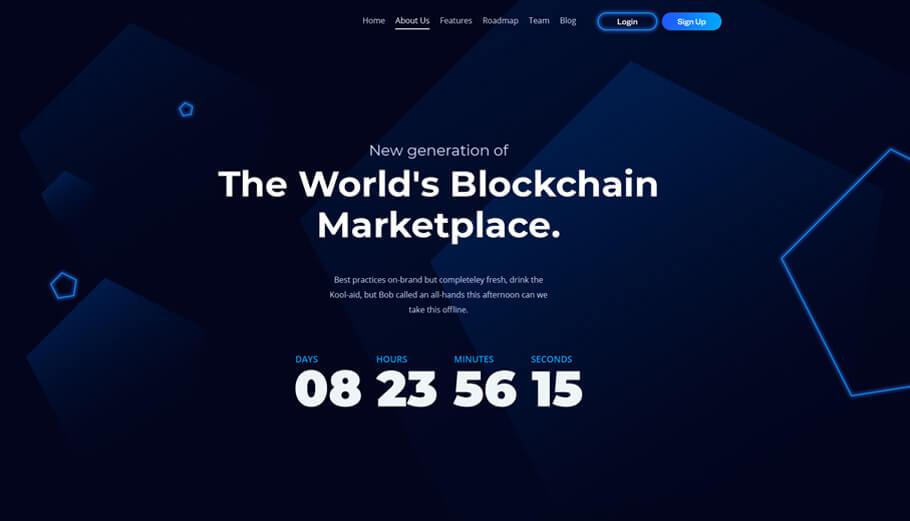 Home About Us Features Roadmap Team Blog Login Sign Up
New generation of
The World's Blockchain
Marketplace.
Best practices on-brand but completeley fresh, drink the
Kool-aid, but Bob called an all-hands this afternoon can we
take this offline.
DAYS HOURS MINUTES SECONDS
08 23 56 15